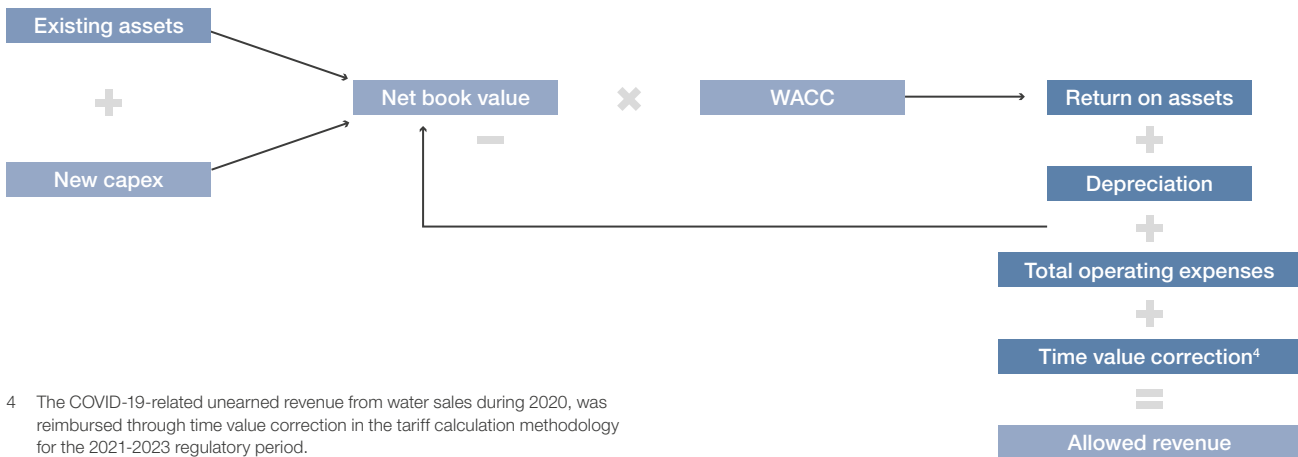 Existing assets
Net book value
WACC
Return on assets
New capex
Depreciation
Total operating expenses
Time value correction4
4 The COVID-19-related unearned revenue from water sales during 2020, was
reimbursed through time value correction in the tariff calculation methodology
for the 2021-2023 regulatory period.
Allowed revenue